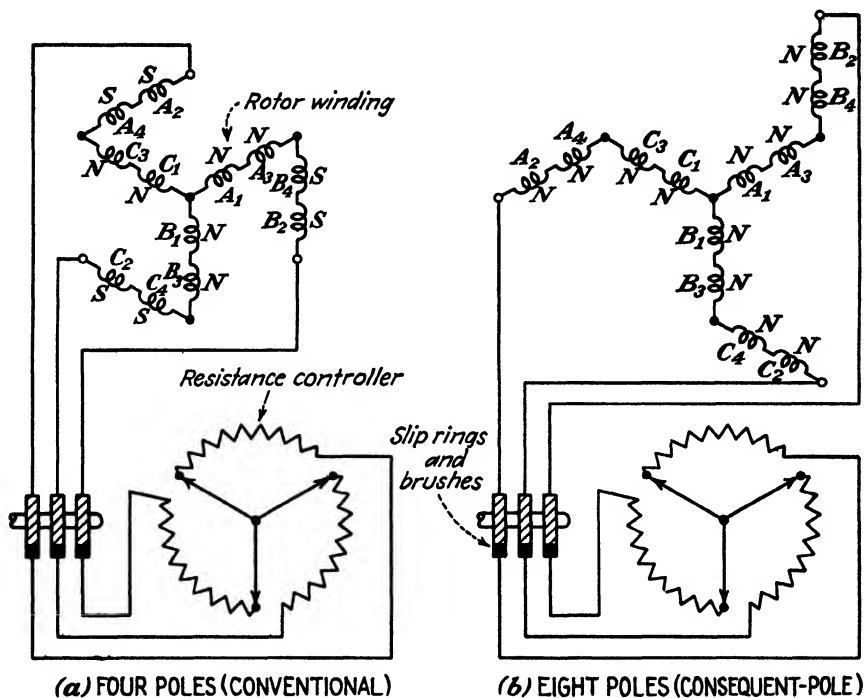 S
S
A2
A4
Rotor winding
N
N
C3
N
C1
N
A3
A1
B4
S
B2
S
B1
N
B3
N
C2
S
C4
S
Resistance controller
(a) FOUR POLES (CONVENTIONAL)
N
B2
N
B4
A2
A4
N
N
C3
C1
N
N
N
N
A1
A3
B1
N
B3
N
N
N
C4
C2
Slip rings
and
brushes
(b) EIGHT POLES (CONSEQUENT-POLE)